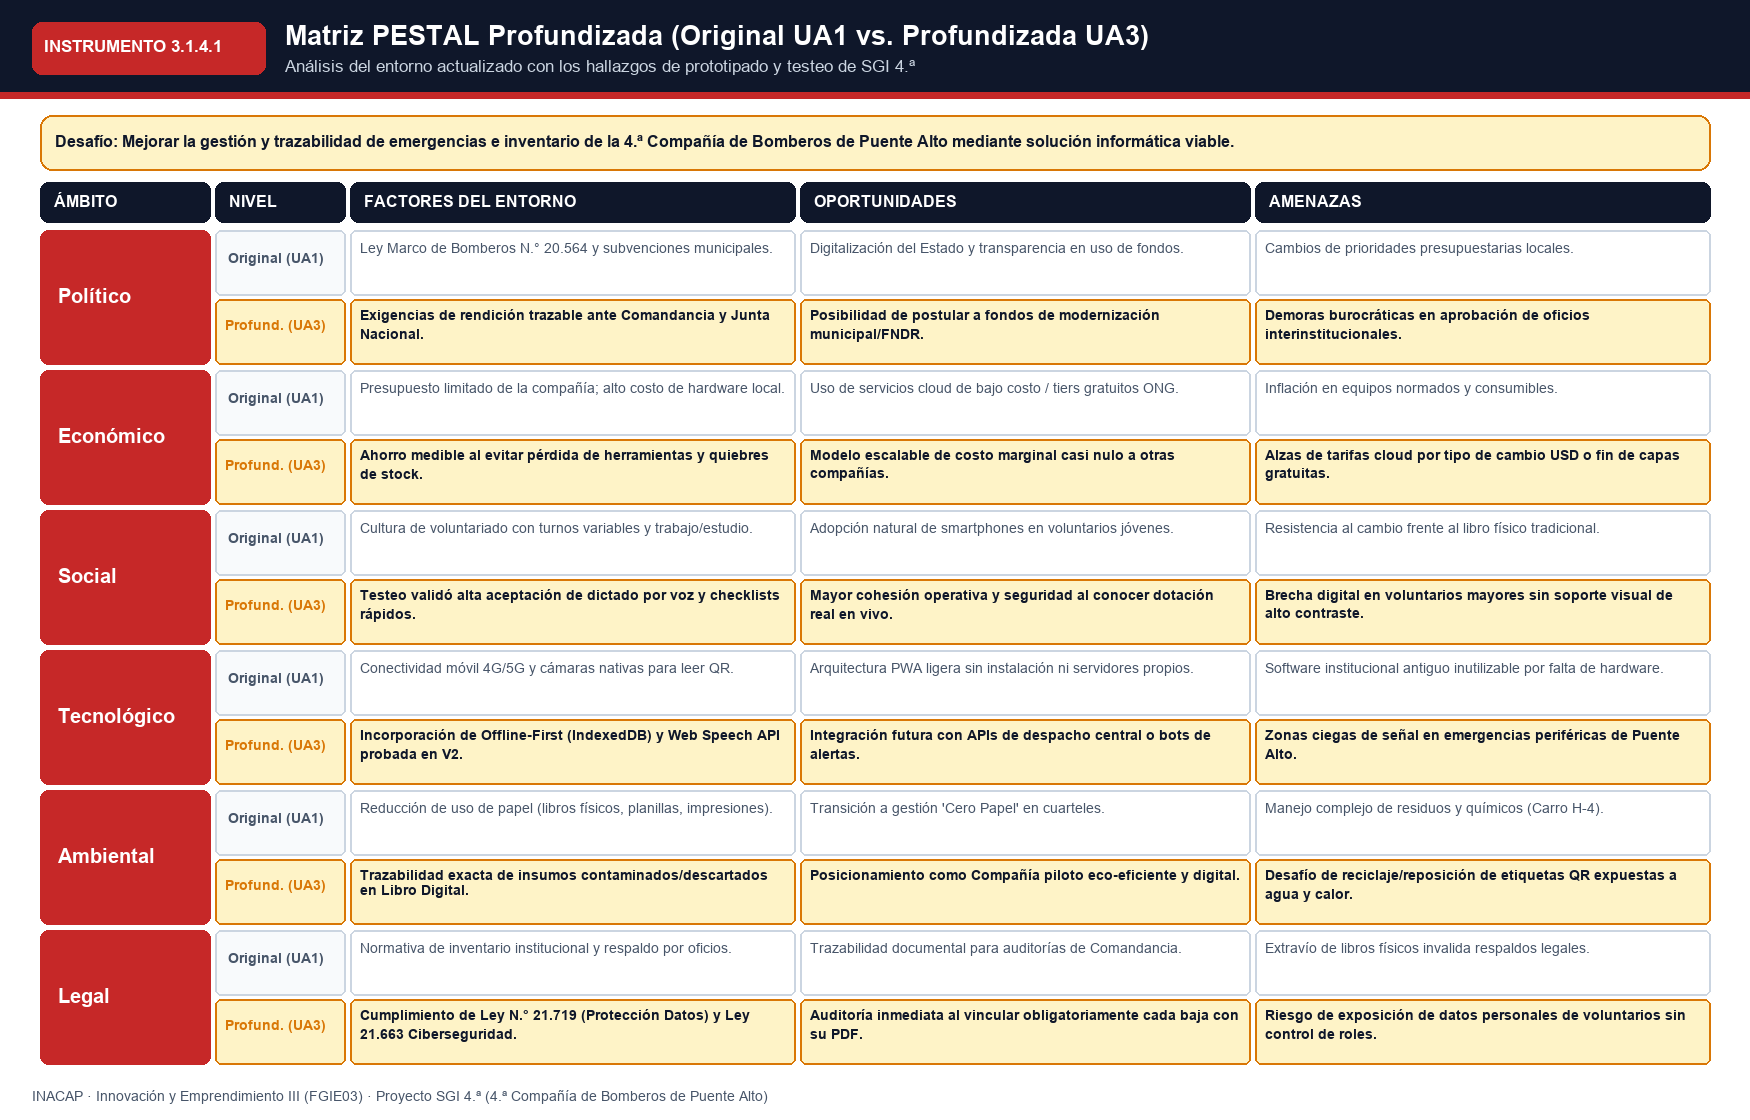 INSTRUMENTO 3.1.4.1
Matriz PESTAL Profundizada (Original UA1 vs. Profundizada UA3)
Análisis del entorno actualizado con los hallazgos de prototipado y testeo de SGI 4.ª
Desafío: Mejorar la gestión y trazabilidad de emergencias e inventario de la 4.ª Compañía de Bomberos de Puente Alto mediante solución informática viable.
ÁMBITO
NIVEL
FACTORES DEL ENTORNO
OPORTUNIDADES
AMENAZAS
Político
Original (UA1)
Ley Marco de Bomberos N.° 20.564 y subvenciones municipales.
Digitalización del Estado y transparencia en uso de fondos.
Cambios de prioridades presupuestarias locales.
Profund. (UA3)
Exigencias de rendición trazable ante Comandancia y Junta
Nacional.
Posibilidad de postular a fondos de modernización
municipal/FNDR.
Demoras burocráticas en aprobación de oficios
interinstitucionales.
Económico
Original (UA1)
Presupuesto limitado de la compañía; alto costo de hardware local.
Uso de servicios cloud de bajo costo / tiers gratuitos ONG.
Inflación en equipos normados y consumibles.
Profund. (UA3)
Ahorro medible al evitar pérdida de herramientas y quiebres
de stock.
Modelo escalable de costo marginal casi nulo a otras
compañías.
Alzas de tarifas cloud por tipo de cambio USD o fin de capas
gratuitas.
Social
Original (UA1)
Cultura de voluntariado con turnos variables y trabajo/estudio.
Adopción natural de smartphones en voluntarios jóvenes.
Resistencia al cambio frente al libro físico tradicional.
Profund. (UA3)
Testeo validó alta aceptación de dictado por voz y checklists
rápidos.
Mayor cohesión operativa y seguridad al conocer dotación
real en vivo.
Brecha digital en voluntarios mayores sin soporte visual de
alto contraste.
Tecnológico
Original (UA1)
Conectividad móvil 4G/5G y cámaras nativas para leer QR.
Arquitectura PWA ligera sin instalación ni servidores propios.
Software institucional antiguo inutilizable por falta de hardware.
Profund. (UA3)
Incorporación de Offline-First (IndexedDB) y Web Speech API
probada en V2.
Integración futura con APIs de despacho central o bots de
alertas.
Zonas ciegas de señal en emergencias periféricas de Puente
Alto.
Ambiental
Original (UA1)
Reducción de uso de papel (libros físicos, planillas, impresiones).
Transición a gestión 'Cero Papel' en cuarteles.
Manejo complejo de residuos y químicos (Carro H-4).
Profund. (UA3)
Trazabilidad exacta de insumos contaminados/descartados
en Libro Digital.
Posicionamiento como Compañía piloto eco-eficiente y digital.
Desafío de reciclaje/reposición de etiquetas QR expuestas a
agua y calor.
Legal
Original (UA1)
Normativa de inventario institucional y respaldo por oficios.
Trazabilidad documental para auditorías de Comandancia.
Extravío de libros físicos invalida respaldos legales.
Profund. (UA3)
Cumplimiento de Ley N.° 21.719 (Protección Datos) y Ley
21.663 Ciberseguridad.
Auditoría inmediata al vincular obligatoriamente cada baja con
su PDF.
Riesgo de exposición de datos personales de voluntarios sin
control de roles.
INACAP · Innovación y Emprendimiento III (FGIE03) · Proyecto SGI 4.ª (4.ª Compañía de Bomberos de Puente Alto)